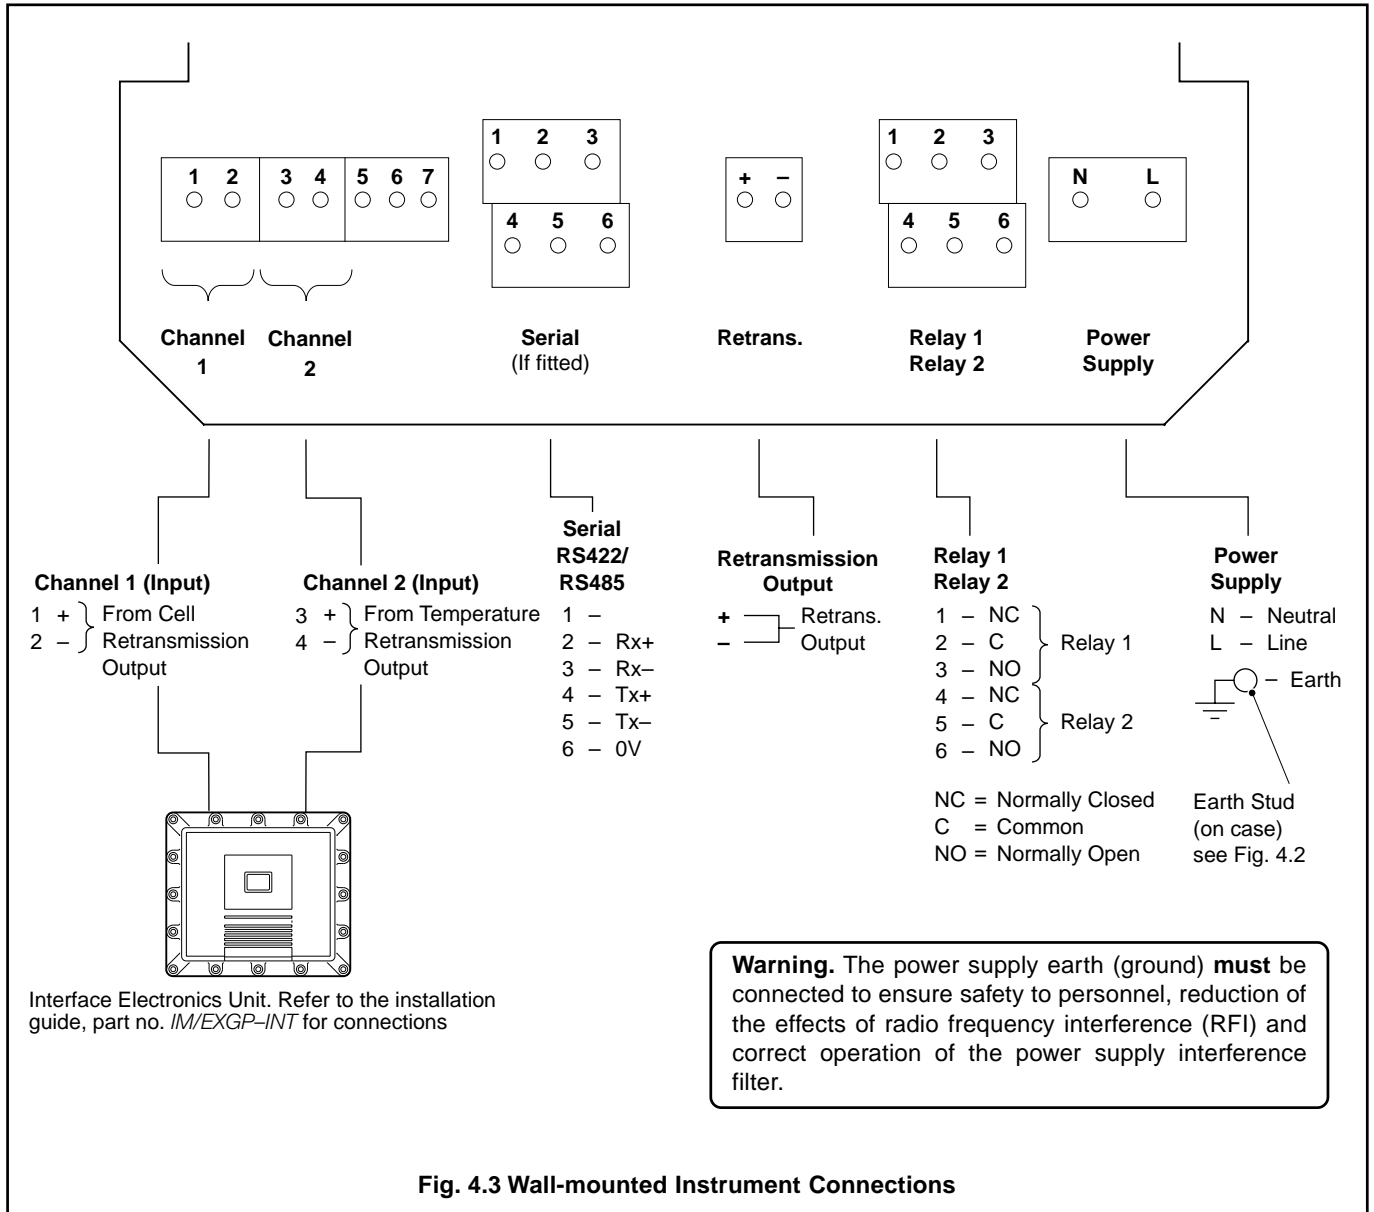 1 2 3 4 5 6 7
1 2 3
4 5 6
+ –
1 2 3
4 5 6
N L
Channel
1
Channel
2
Serial
(If fitted)
Retrans.
Relay 1
Relay 2
Power
Supply
Channel 1 (Input)
1 + From Cell
2 – Retransmission
Output
Channel 2 (Input)
3 + From Temperature
4 – Retransmission
Output
Serial
RS422/
RS485
1 –
2 – Rx+
3 – Rx–
4 – Tx+
5 – Tx–
6 – 0V
Retransmission
Output
+ Retrans.
– Output
Relay 1
Relay 2
1 – NC
2 – C Relay 1
3 – NO
4 – NC
5 – C Relay 2
6 – NO
NC = Normally Closed
C = Common
NO = Normally Open
Power
Supply
N – Neutral
L – Line
– Earth
Earth Stud
(on case)
see Fig. 4.2
Interface Electronics Unit. Refer to the installation
guide, part no. IM/EXGP–INT for connections
Warning. The power supply earth (ground) must be
connected to ensure safety to personnel, reduction of
the effects of radio frequency interference (RFI) and
correct operation of the power supply interference
filter.
Fig. 4.3 Wall-mounted Instrument Connections